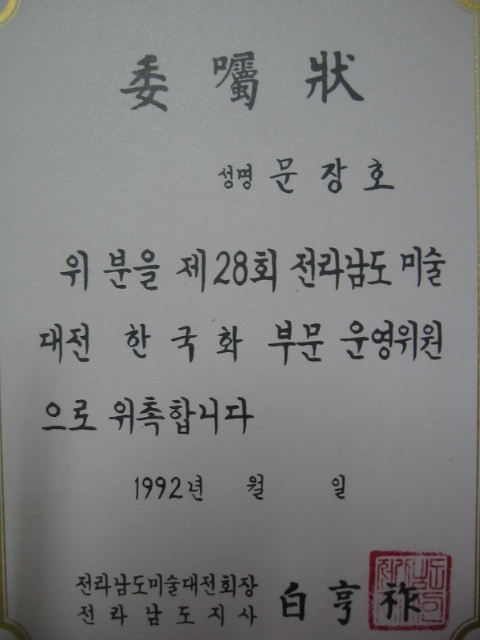 委囑狀
성명 문장호
위 분을 제28회 전라남도 미술
대전 한국화 부문 운영위원
으로 위촉합니다
1992년 월 일
전라남도미술대전회장
전라남도지사 白亨祚